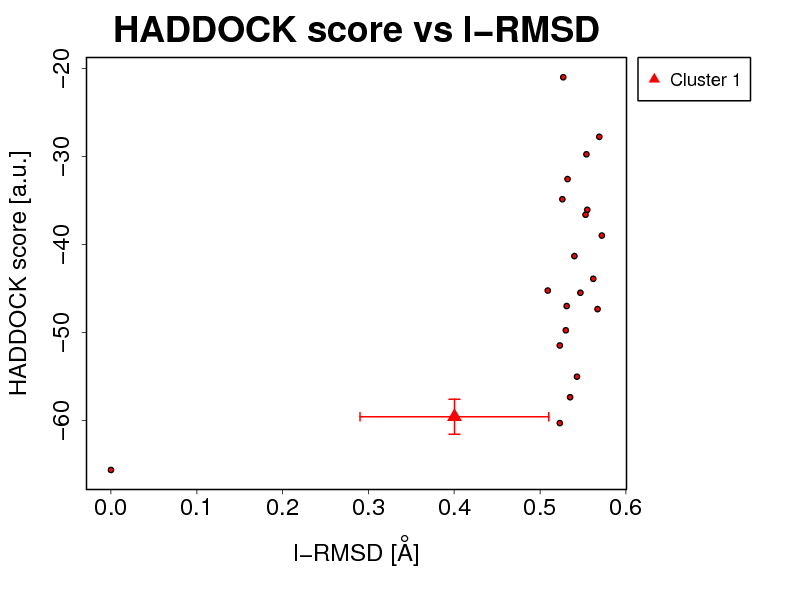 HADDOCK score vs l−RMSD
Cluster 1
HADDOCK score [a.u.]
−20
−30
−40
−50
−60
0.0 0.1 0.2 0.3 0.4 0.5 0.6
l−RMSD [Å]